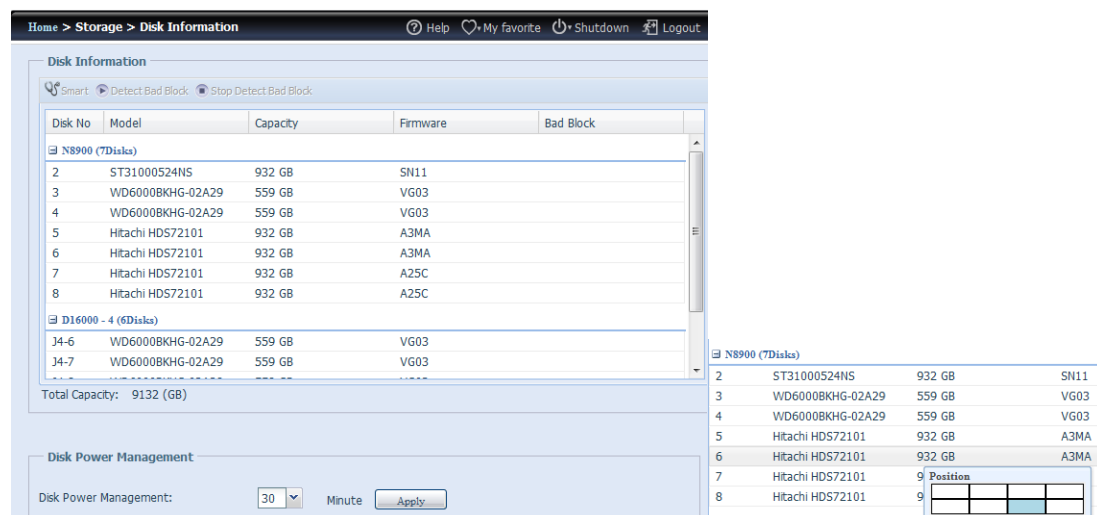 Home > Storage > Disk Information Help My favorite Shutdown Logout
Disk Information
Smart Detect Bad Block Stop Detect Bad Block
Disk No Model Capacity Firmware Bad Block
N8900 (7Disks)
2 ST31000524NS 932 GB SN11
3 WD6000BKHG-02A29 559 GB VG03
4 WD6000BKHG-02A29 559 GB VG03
5 Hitachi HDS72101 932 GB A3MA
6 Hitachi HDS72101 932 GB A3MA
7 Hitachi HDS72101 932 GB A25C
8 Hitachi HDS72101 932 GB A25C
D16000 - 4 (6Disks)
J4-6 WD6000BKHG-02A29 559 GB VG03
J4-7 WD6000BKHG-02A29 559 GB VG03
Total Capacity: 9132 (GB)
Disk Power Management
Disk Power Management: 30 Minute Apply
N8900 (7Disks)
2 ST31000524NS 932 GB SN11
3 WD6000BKHG-02A29 559 GB VG03
4 WD6000BKHG-02A29 559 GB VG03
5 Hitachi HDS72101 932 GB A3MA
6 Hitachi HDS72101 932 GB A3MA
7 Hitachi HDS72101 9 Position
8 Hitachi HDS72101 9